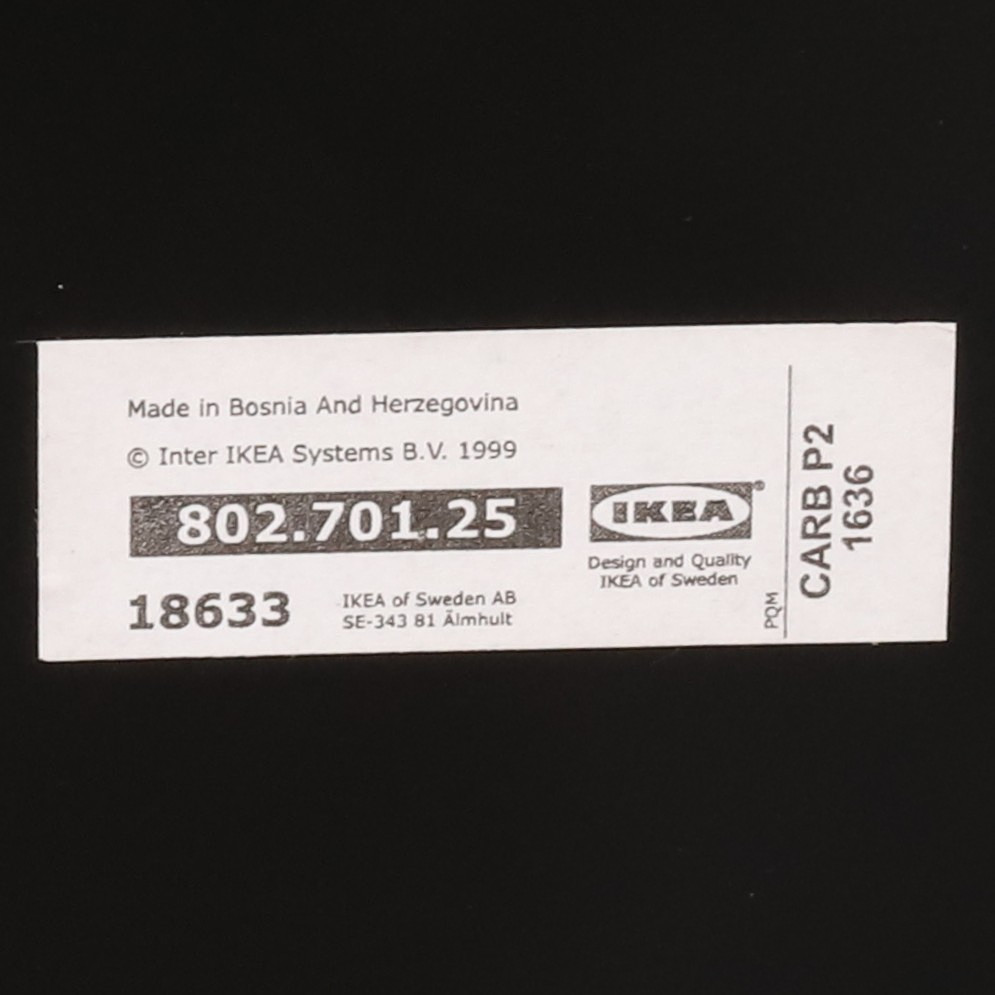 Made in Bosnia And Herzegovina
© Inter IKEA Systems B.V. 1999
802.701.25
IKEA®
Design and Quality
IKEA of Sweden
18633
IKEA of Sweden AB
SE-343 81 Älmhult
PQM
CARB P2
1636